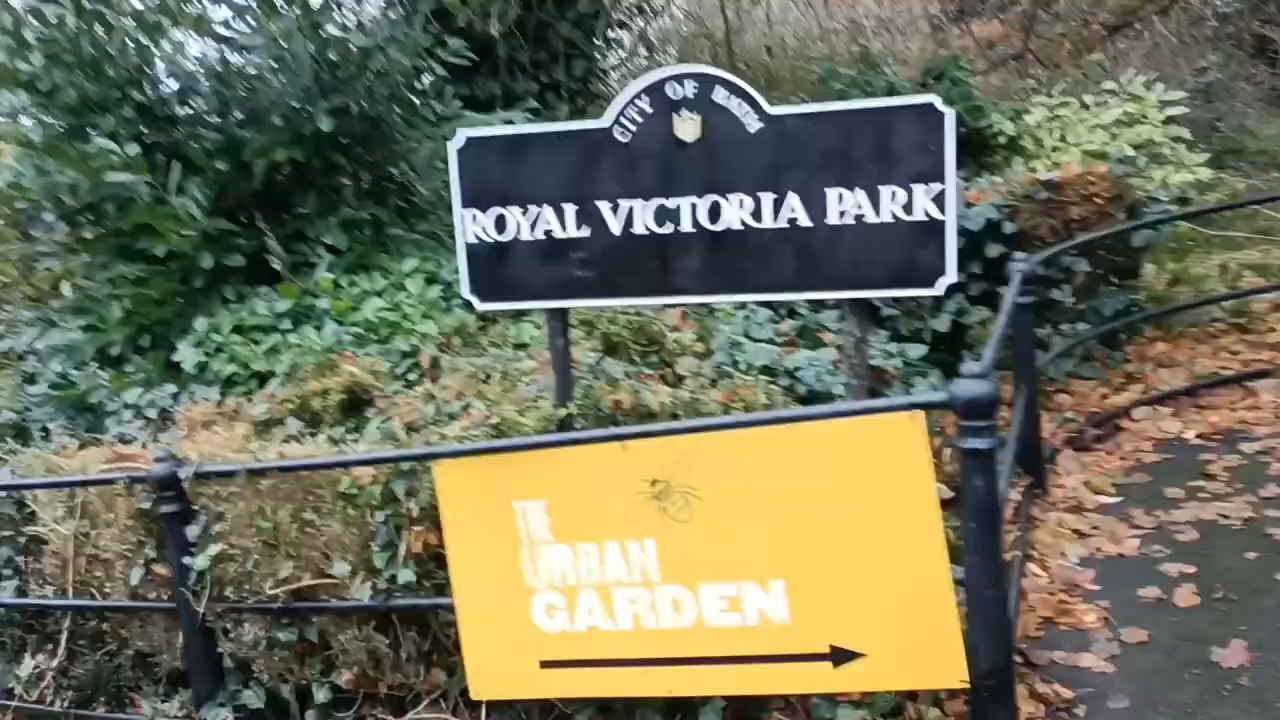 CITY OF BATH
ROYAL VICTORIA PARK
THE
URBAN
GARDEN